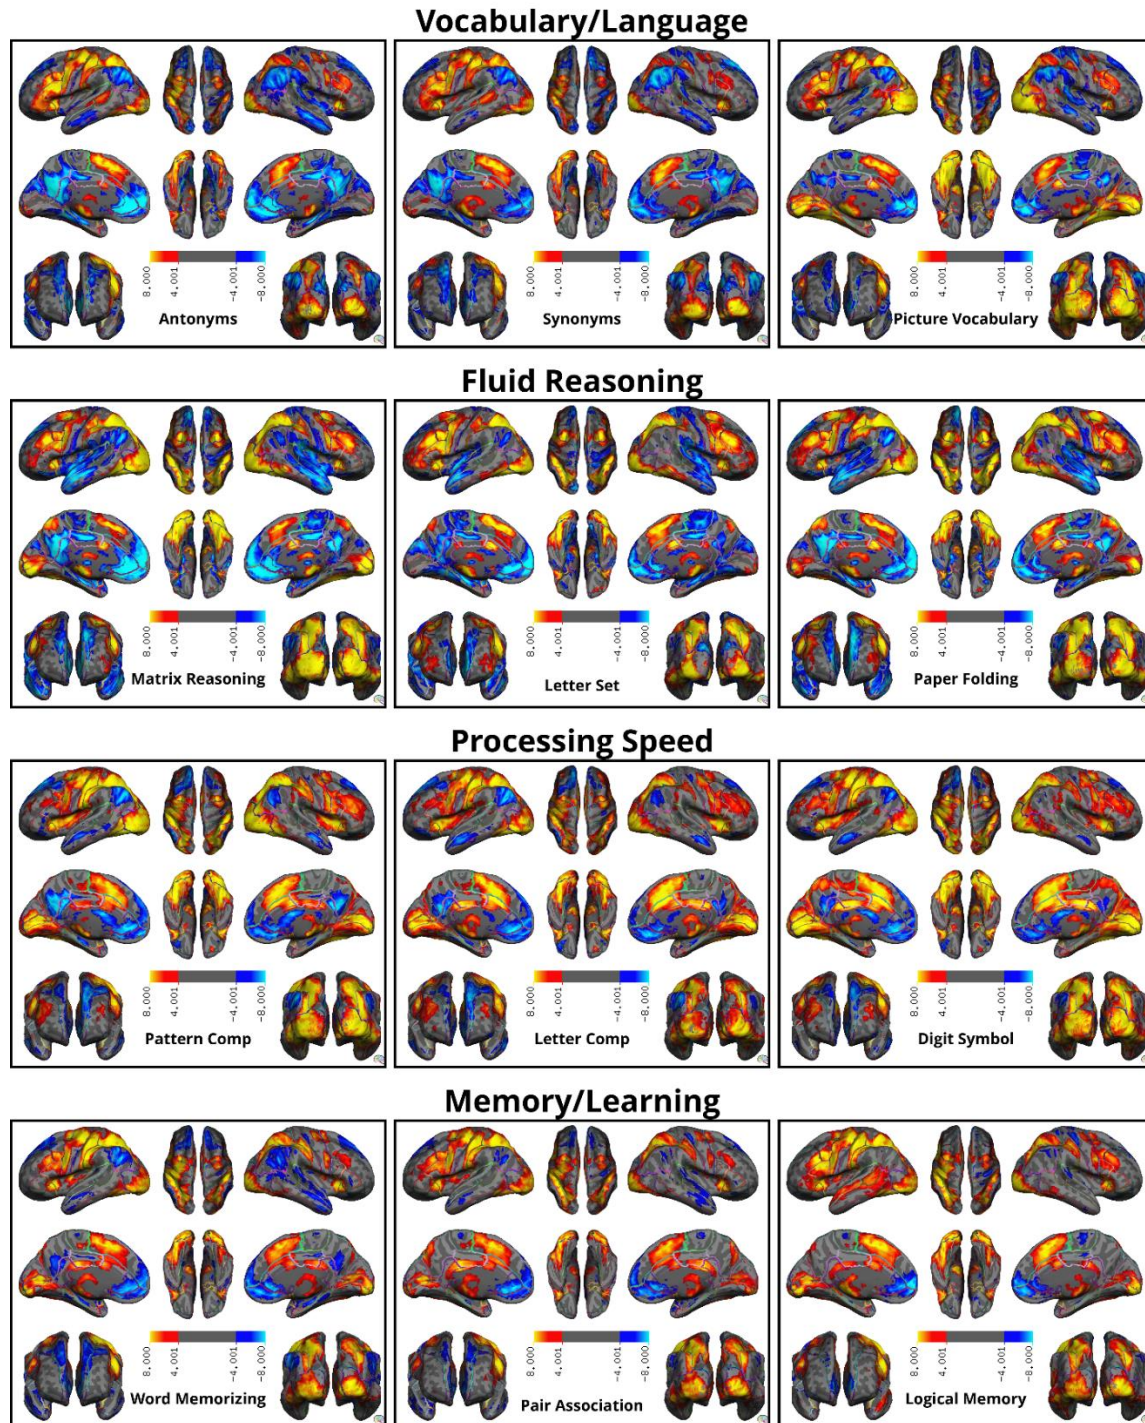 Vocabulary/Language
8.000 4.001 -4.001 -8.000
8.000 4.001 -4.001 -8.000
8.000 4.001 -4.001 -8.000
Antonyms
Synonyms
Picture Vocabulary
Fluid Reasoning
8.000 4.001 -4.001 -8.000
8.000 4.001 -4.001 -8.000
8.000 4.001 -4.001 -8.000
Matrix Reasoning
Letter Set
Paper Folding
Processing Speed
8.000 4.001 -4.001 -8.000
8.000 4.001 -4.001 -8.000
8.000 4.001 -4.001 -8.000
Pattern Comp
Letter Comp
Digit Symbol
Memory/Learning
8.000 4.001 -4.001 -8.000
8.000 4.001 -4.001 -8.000
8.000 4.001 -4.001 -8.000
Word Memorizing
Pair Association
Logical Memory